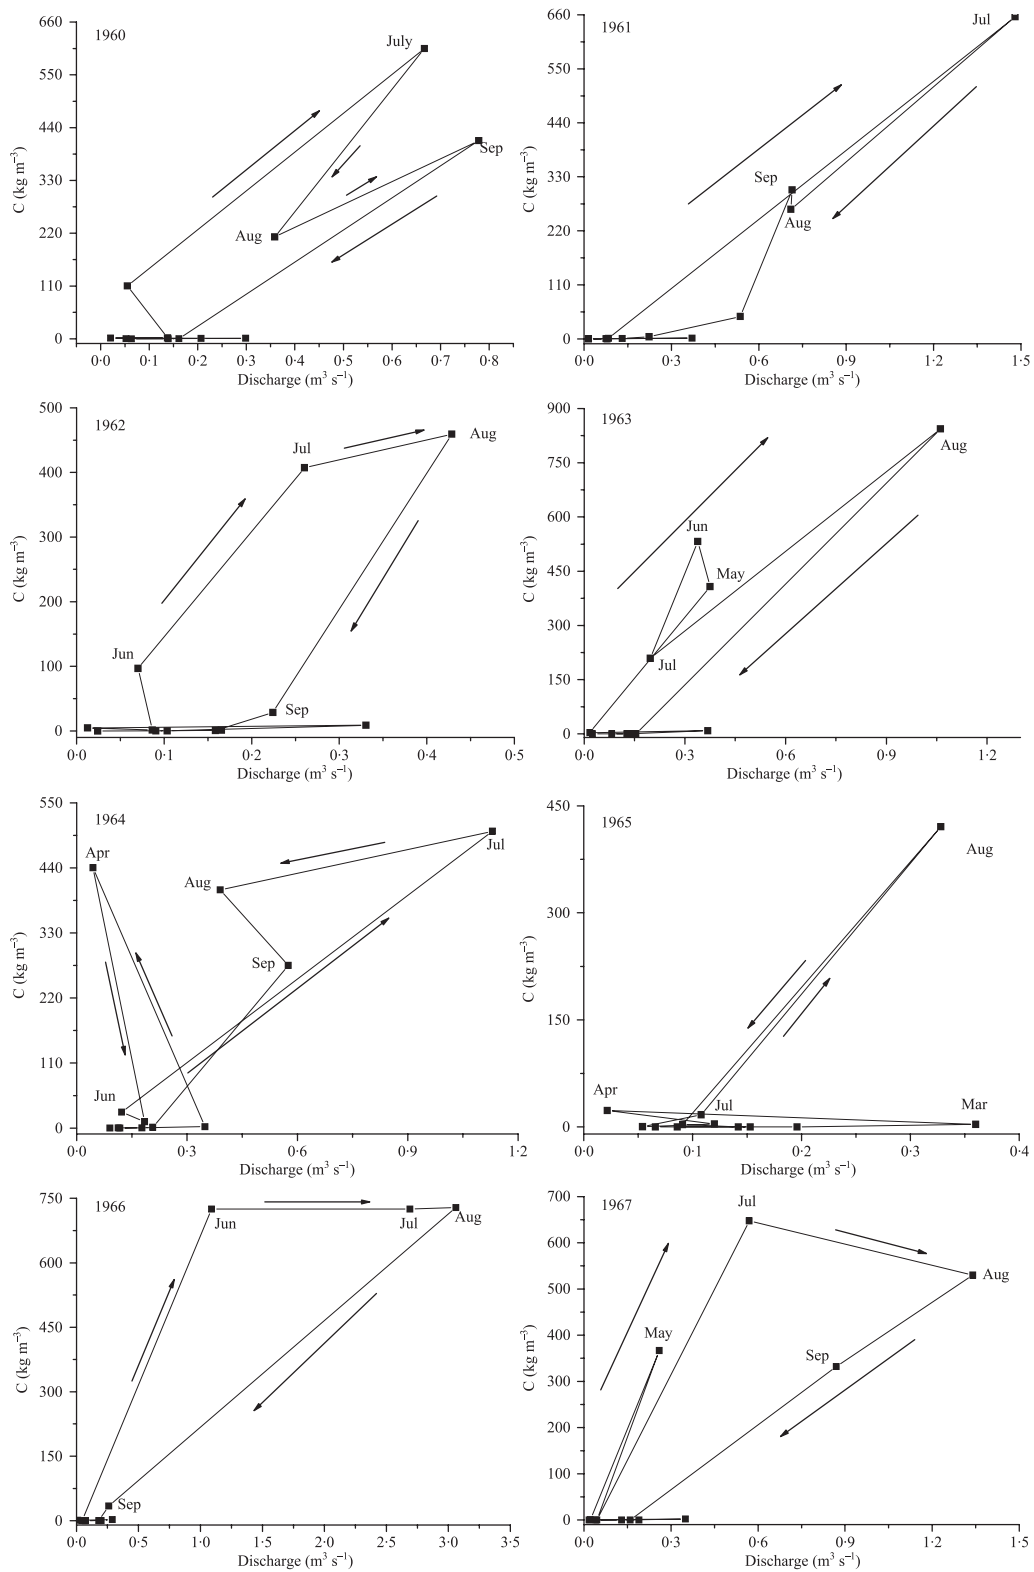 1960
C (kg m⁻³)
660
550
440
330
220
110
0
July
Sep
Aug
0·0 0·1 0·2 0·3 0·4 0·5 0·6 0·7 0·8
Discharge (m³ s⁻¹)
1961
C (kg m⁻³)
660
550
440
330
220
110
0
Jul
Sep
Aug
0·0 0·3 0·6 0·9 1·2 1·5
Discharge (m³ s⁻¹)
1962
C (kg m⁻³)
500
400
300
200
100
0
Jul
Aug
Jun
Sep
0·0 0·1 0·2 0·3 0·4 0·5
Discharge (m³ s⁻¹)
1963
C (kg m⁻³)
900
750
600
450
300
150
0
Aug
Jun
May
Jul
0·0 0·3 0·6 0·9 1·2
Discharge (m³ s⁻¹)
1964
C (kg m⁻³)
550
440
330
220
110
0
Apr
Jul
Aug
Sep
Jun
0·0 0·3 0·6 0·9 1·2
Discharge (m³ s⁻¹)
1965
C (kg m⁻³)
450
300
150
0
Aug
Apr
Jul
Mar
0·0 0·1 0·2 0·3 0·4
Discharge (m³ s⁻¹)
1966
C (kg m⁻³)
750
600
450
300
150
0
Jun
Jul
Aug
Sep
0·0 0·5 1·0 1·5 2·0 2·5 3·0 3·5
Discharge (m³ s⁻¹)
1967
C (kg m⁻³)
700
600
500
400
300
200
100
0
Jul
Aug
May
Sep
0·0 0·3 0·6 0·9 1·2 1·5
Discharge (m³ s⁻¹)